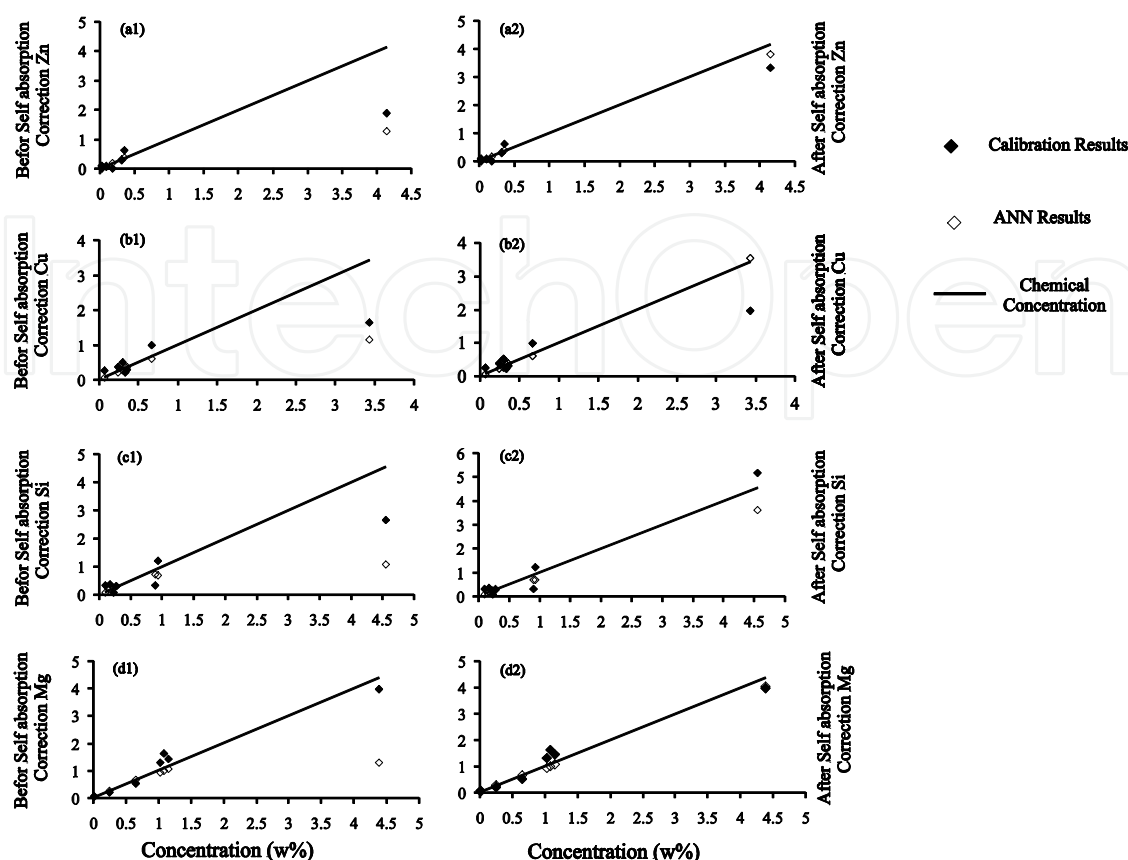 Befor Self absorption
Correction Zn
(a1)
5
4
3
2
1
0
0 0.5 1 1.5 2 2.5 3 3.5 4 4.5
(a2)
5
4
3
2
1
0
0 0.5 1 1.5 2 2.5 3 3.5 4 4.5
After Self absorption
Correction Zn
Calibration Results
ANN Results
Chemical
Concentration
Befor Self absorption
Correction Cu
(b1)
4
3
2
1
0
0 0.5 1 1.5 2 2.5 3 3.5 4
(b2)
4
3
2
1
0
0 0.5 1 1.5 2 2.5 3 3.5 4
After Self absorption
Correction Cu
IntechOpen
Befor Self absorption
Correction Si
(c1)
5
4
3
2
1
0
0 0.5 1 1.5 2 2.5 3 3.5 4 4.5 5
(c2)
6
5
4
3
2
1
0
0 0.5 1 1.5 2 2.5 3 3.5 4 4.5 5
After Self absorption
Correction Si
Befor Self absorption
Correction Mg
(d1)
5
4
3
2
1
0
0 0.5 1 1.5 2 2.5 3 3.5 4 4.5 5
Concentration (w%)
(d2)
5
4
3
2
1
0
0 0.5 1 1.5 2 2.5 3 3.5 4 4.5 5
Concentration (w%)
After Self absorption
Correction Mg